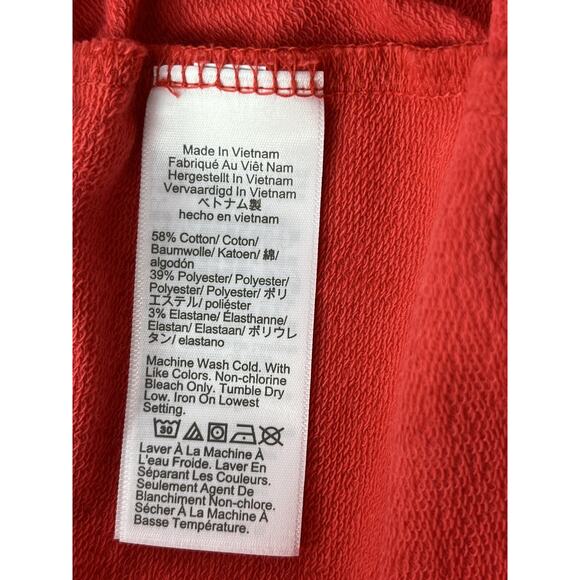 Made In Vietnam
Fabriqué Au Viêt Nam
Hergestellt In Vietnam
Vervaardigd In Vietnam
ベトナム製
hecho en vietnam
58% Cotton/ Coton/
Baumwolle/ Katoen/ 綿/
algodón
39% Polyester/ Polyester/
Polyester/ Polyester/ ポリ
エステル/ poliéster
3% Elastane/ Élasthanne/
Elastan/ Elastaan/ ポリウレ
タン/ elastano
Machine Wash Cold. With
Like Colors. Non-chlorine
Bleach Only. Tumble Dry
Low. Iron On Lowest
Setting.
30
Laver À La Machine À
L'eau Froide. Laver En
Séparant Les Couleurs.
Seulement Agent De
Blanchiment Non-chlore.
Sécher À La Machine À
Basse Température.